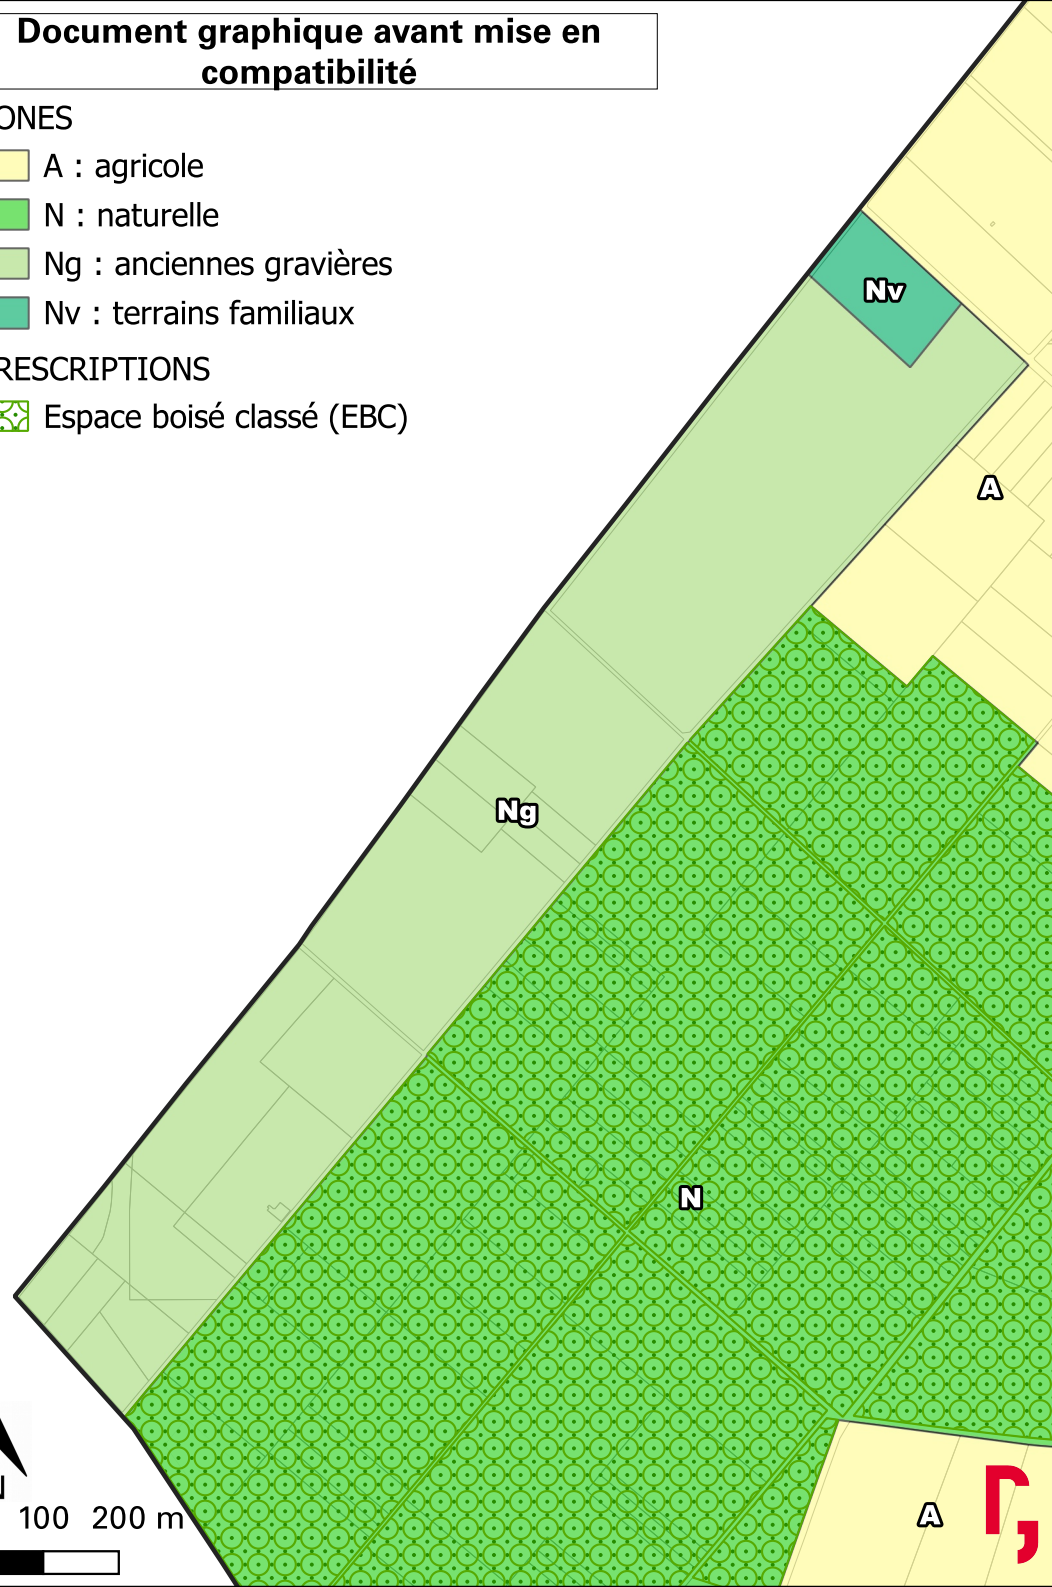 Document graphique avant mise en
compatibilité
ONES
A : agricole
N : naturelle
Ng : anciennes gravières
Nv : terrains familiaux
RESCRIPTIONS
Espace boisé classé (EBC)
Nv
A
Ng
N
N
100 200 m
A